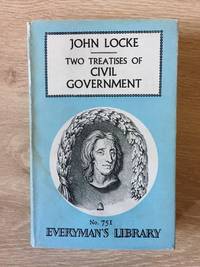 JOHN LOCKE
TWO TREATISES OF
CIVIL
GOVERNMENT
No. 751
EVERYMAN'S LIBRARY